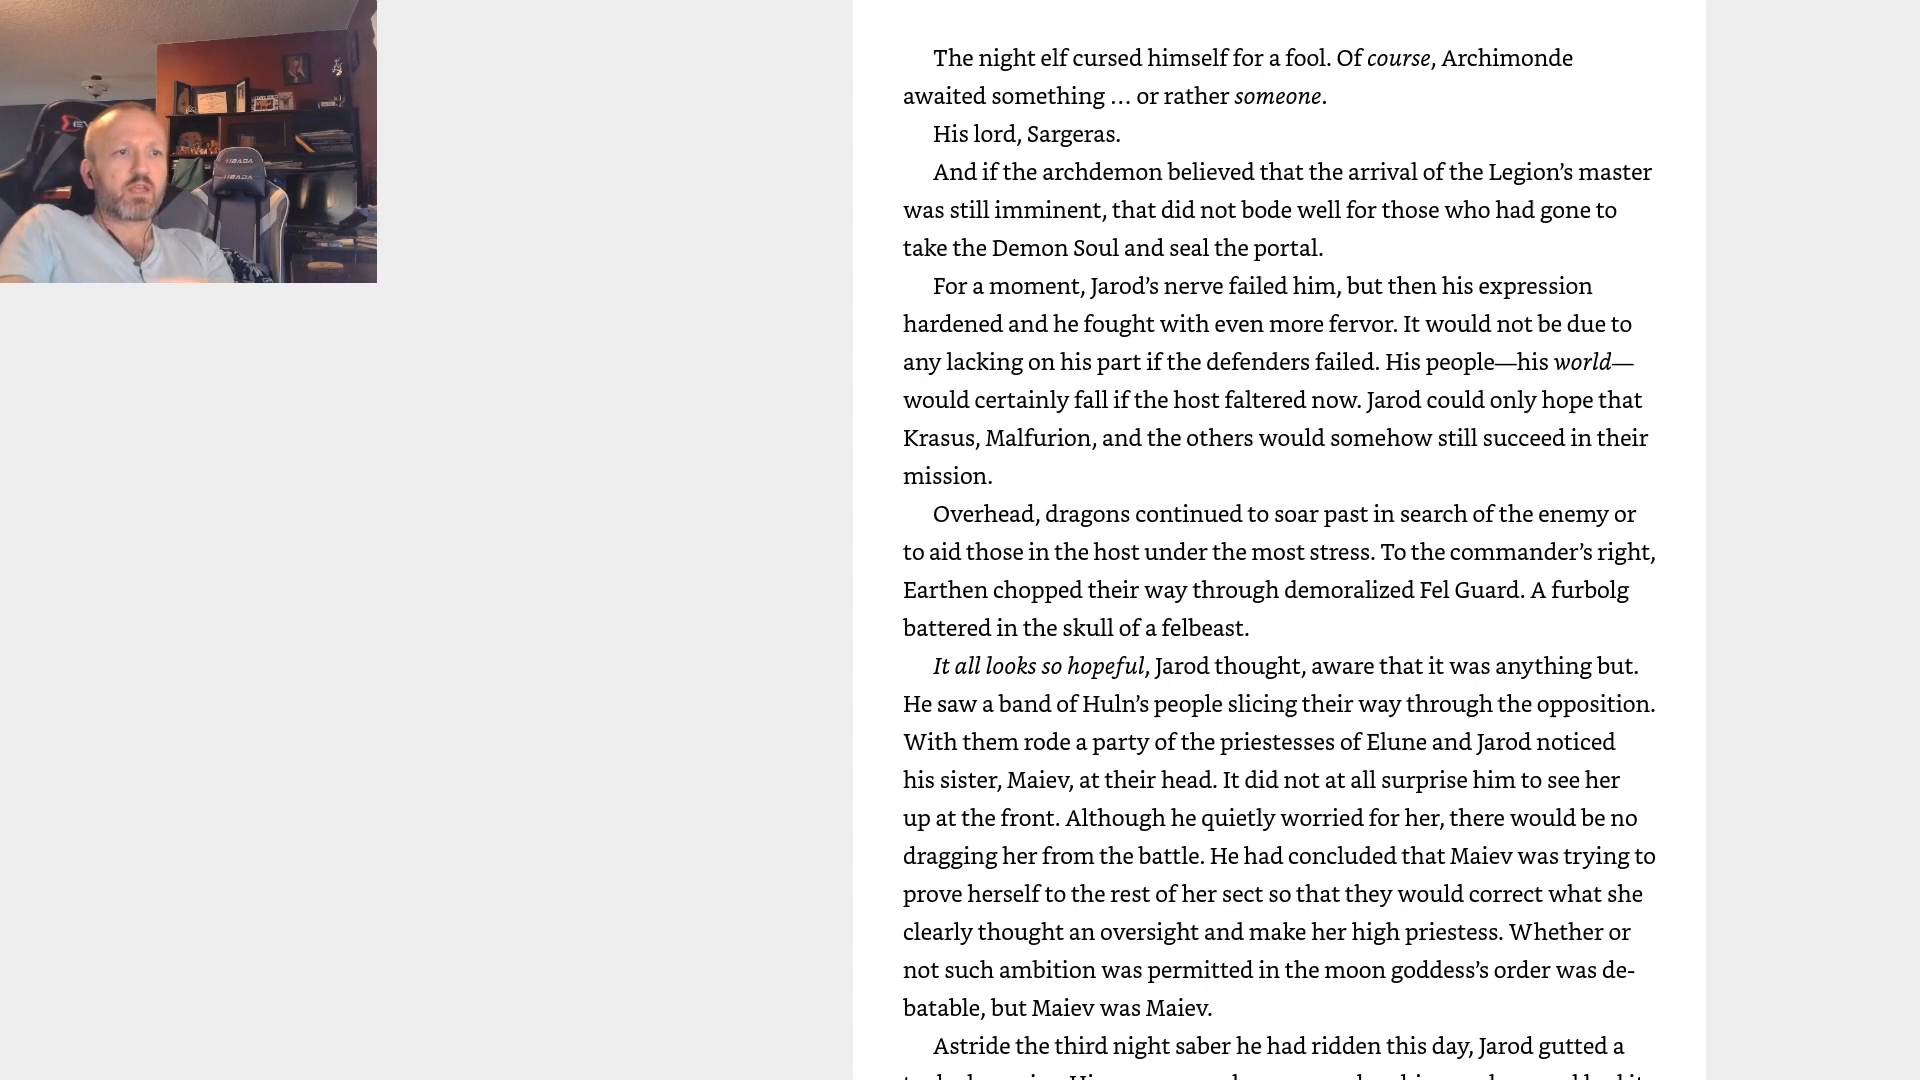 The night elf cursed himself for a fool. Of course, Archimonde
awaited something … or rather someone.
His lord, Sargeras.
And if the archdemon believed that the arrival of the Legion’s master
was still imminent, that did not bode well for those who had gone to
take the Demon Soul and seal the portal.
For a moment, Jarod’s nerve failed him, but then his expression
hardened and he fought with even more fervor. It would not be due to
any lacking on his part if the defenders failed. His people—his world—
would certainly fall if the host faltered now. Jarod could only hope that
Krasus, Malfurion, and the others would somehow still succeed in their
mission.
Overhead, dragons continued to soar past in search of the enemy or
to aid those in the host under the most stress. To the commander’s right,
Earthen chopped their way through demoralized Fel Guard. A furbolg
battered in the skull of a felbeast.
It all looks so hopeful, Jarod thought, aware that it was anything but.
He saw a band of Huln’s people slicing their way through the opposition.
With them rode a party of the priestesses of Elune and Jarod noticed
his sister, Maiev, at their head. It did not at all surprise him to see her
up at the front. Although he quietly worried for her, there would be no
dragging her from the battle. He had concluded that Maiev was trying to
prove herself to the rest of her sect so that they would correct what she
clearly thought an oversight and make her high priestess. Whether or
not such ambition was permitted in the moon goddess’s order was de-
batable, but Maiev was Maiev.
Astride the third night saber he had ridden this day, Jarod gutted a